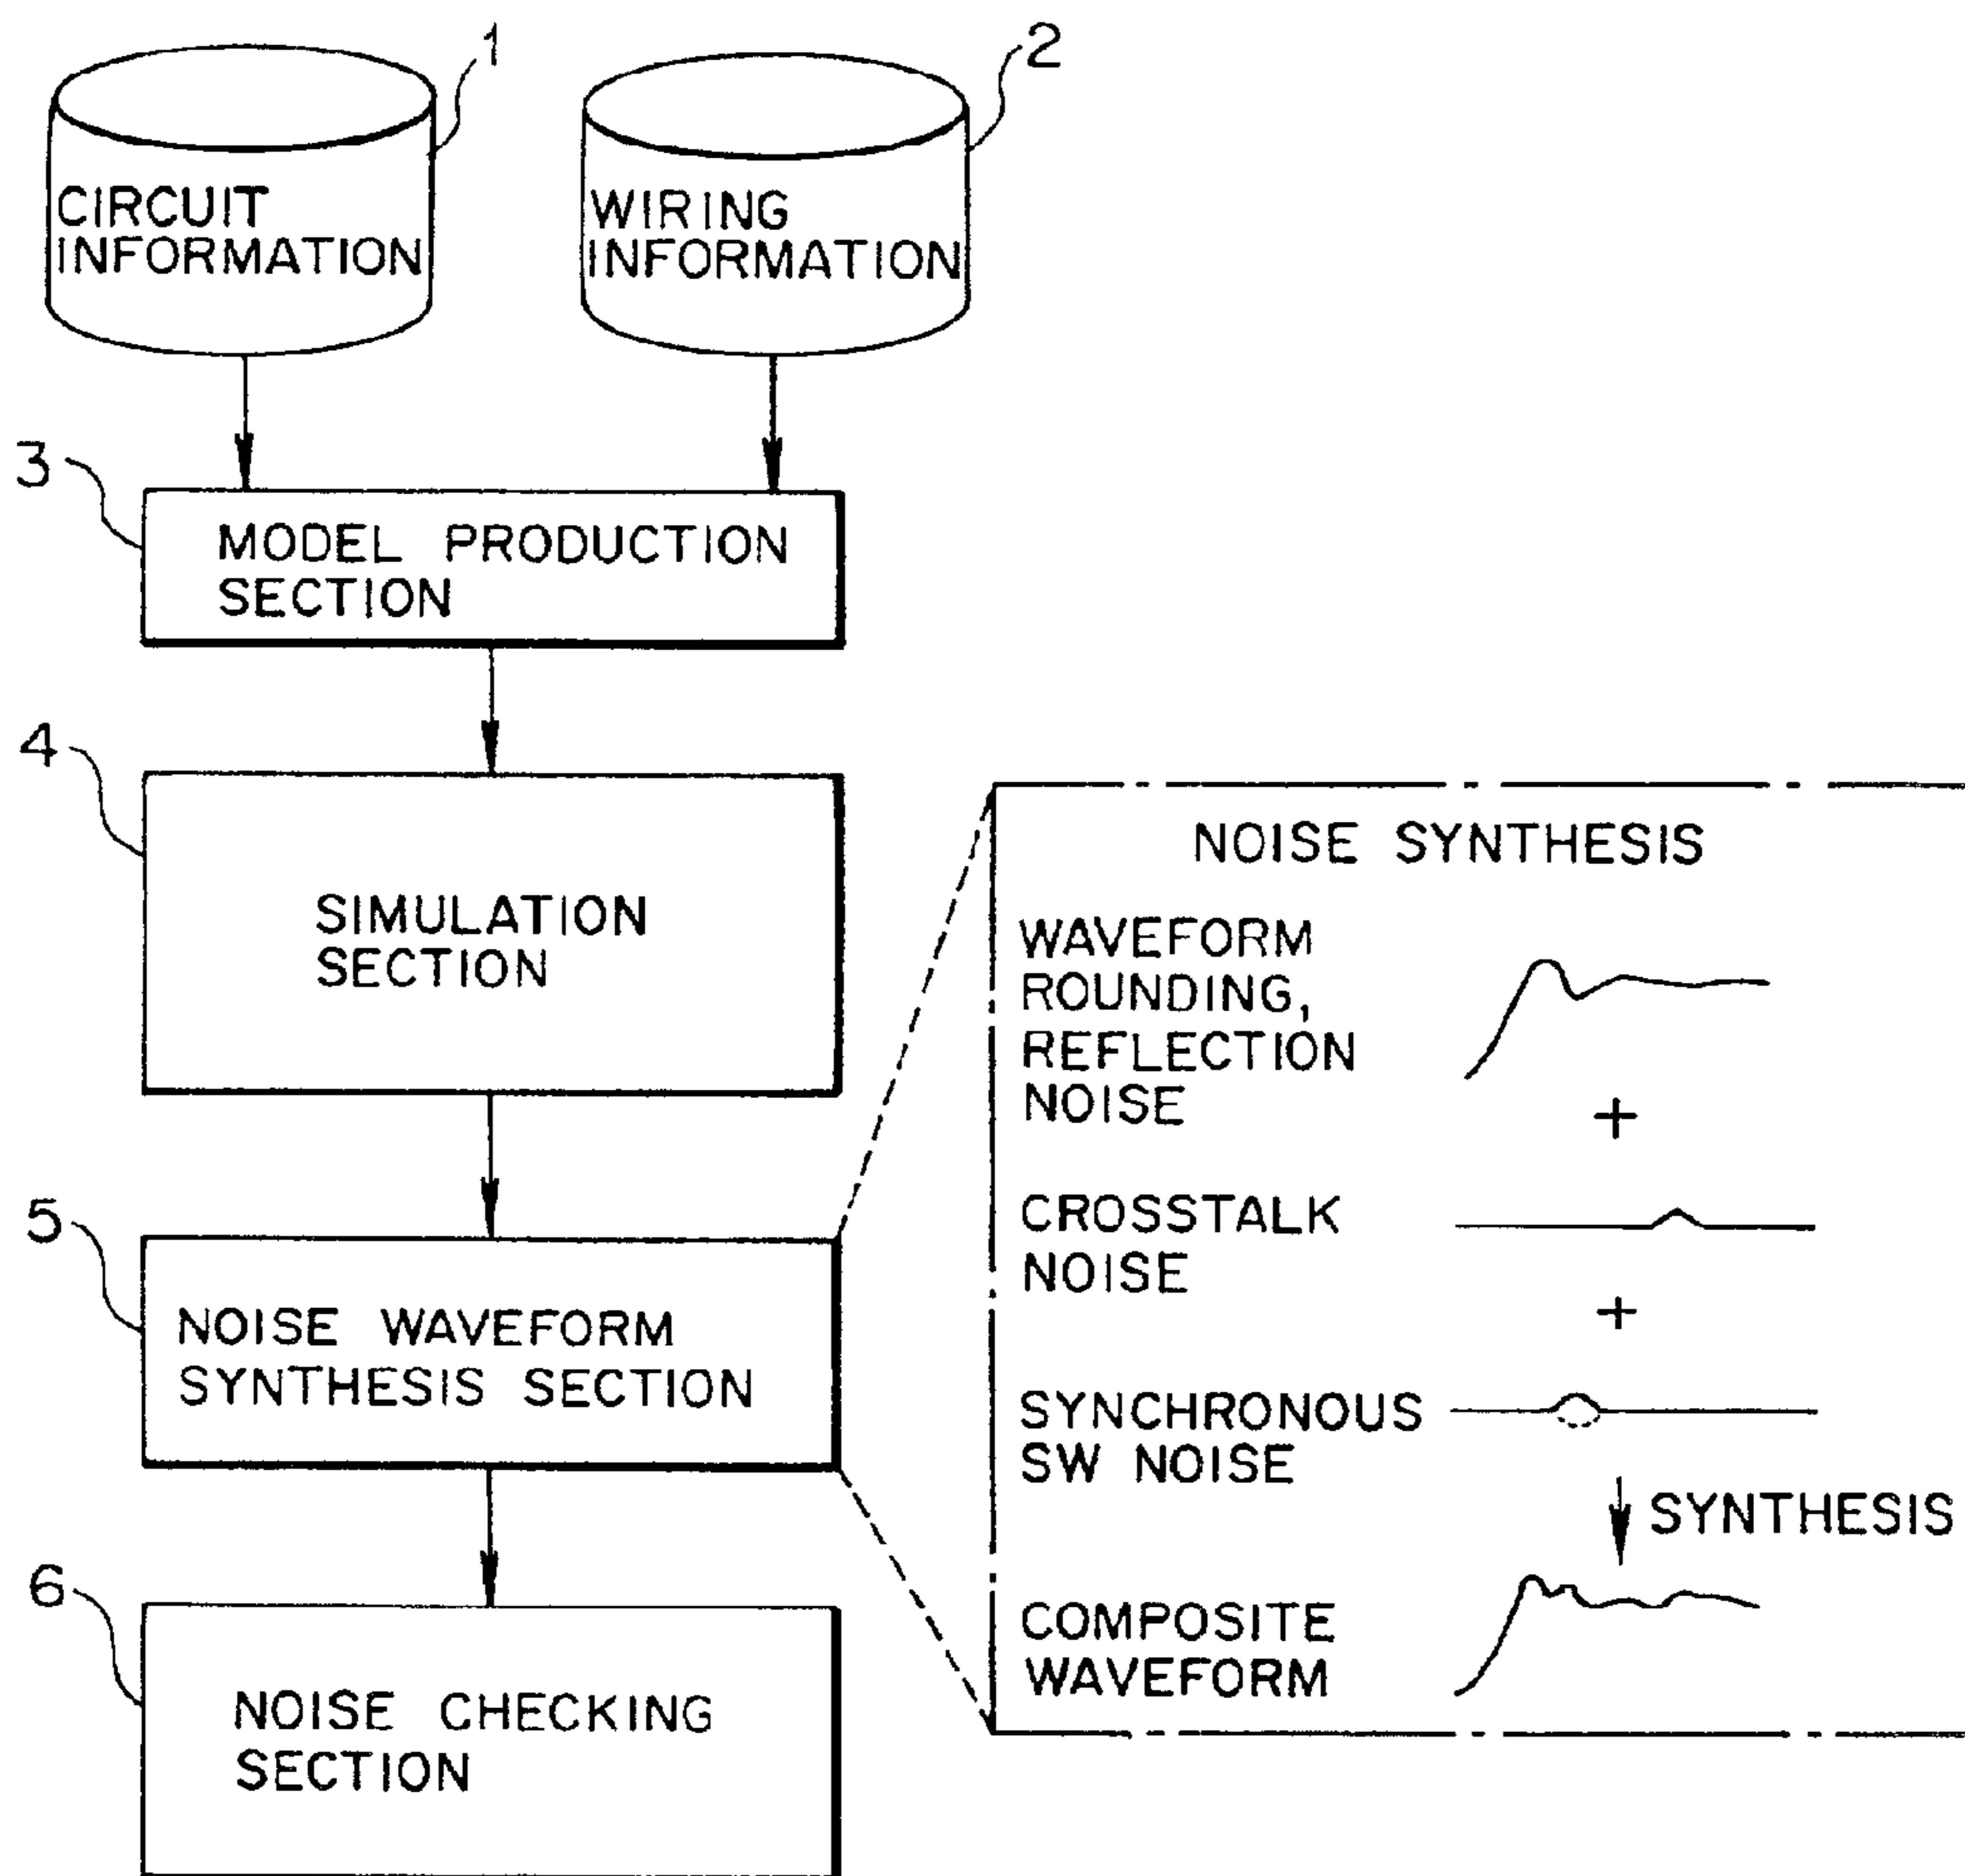 1
2
CIRCUIT
INFORMATION
WIRING
INFORMATION
3
MODEL PRODUCTION
SECTION
4
SIMULATION
SECTION
5
NOISE WAVEFORM
SYNTHESIS SECTION
6
NOISE CHECKING
SECTION
NOISE SYNTHESIS
WAVEFORM
ROUNDING,
REFLECTION
NOISE
+
CROSSTALK
NOISE
+
SYNCHRONOUS
SW NOISE
SYNTHESIS
COMPOSITE
WAVEFORM